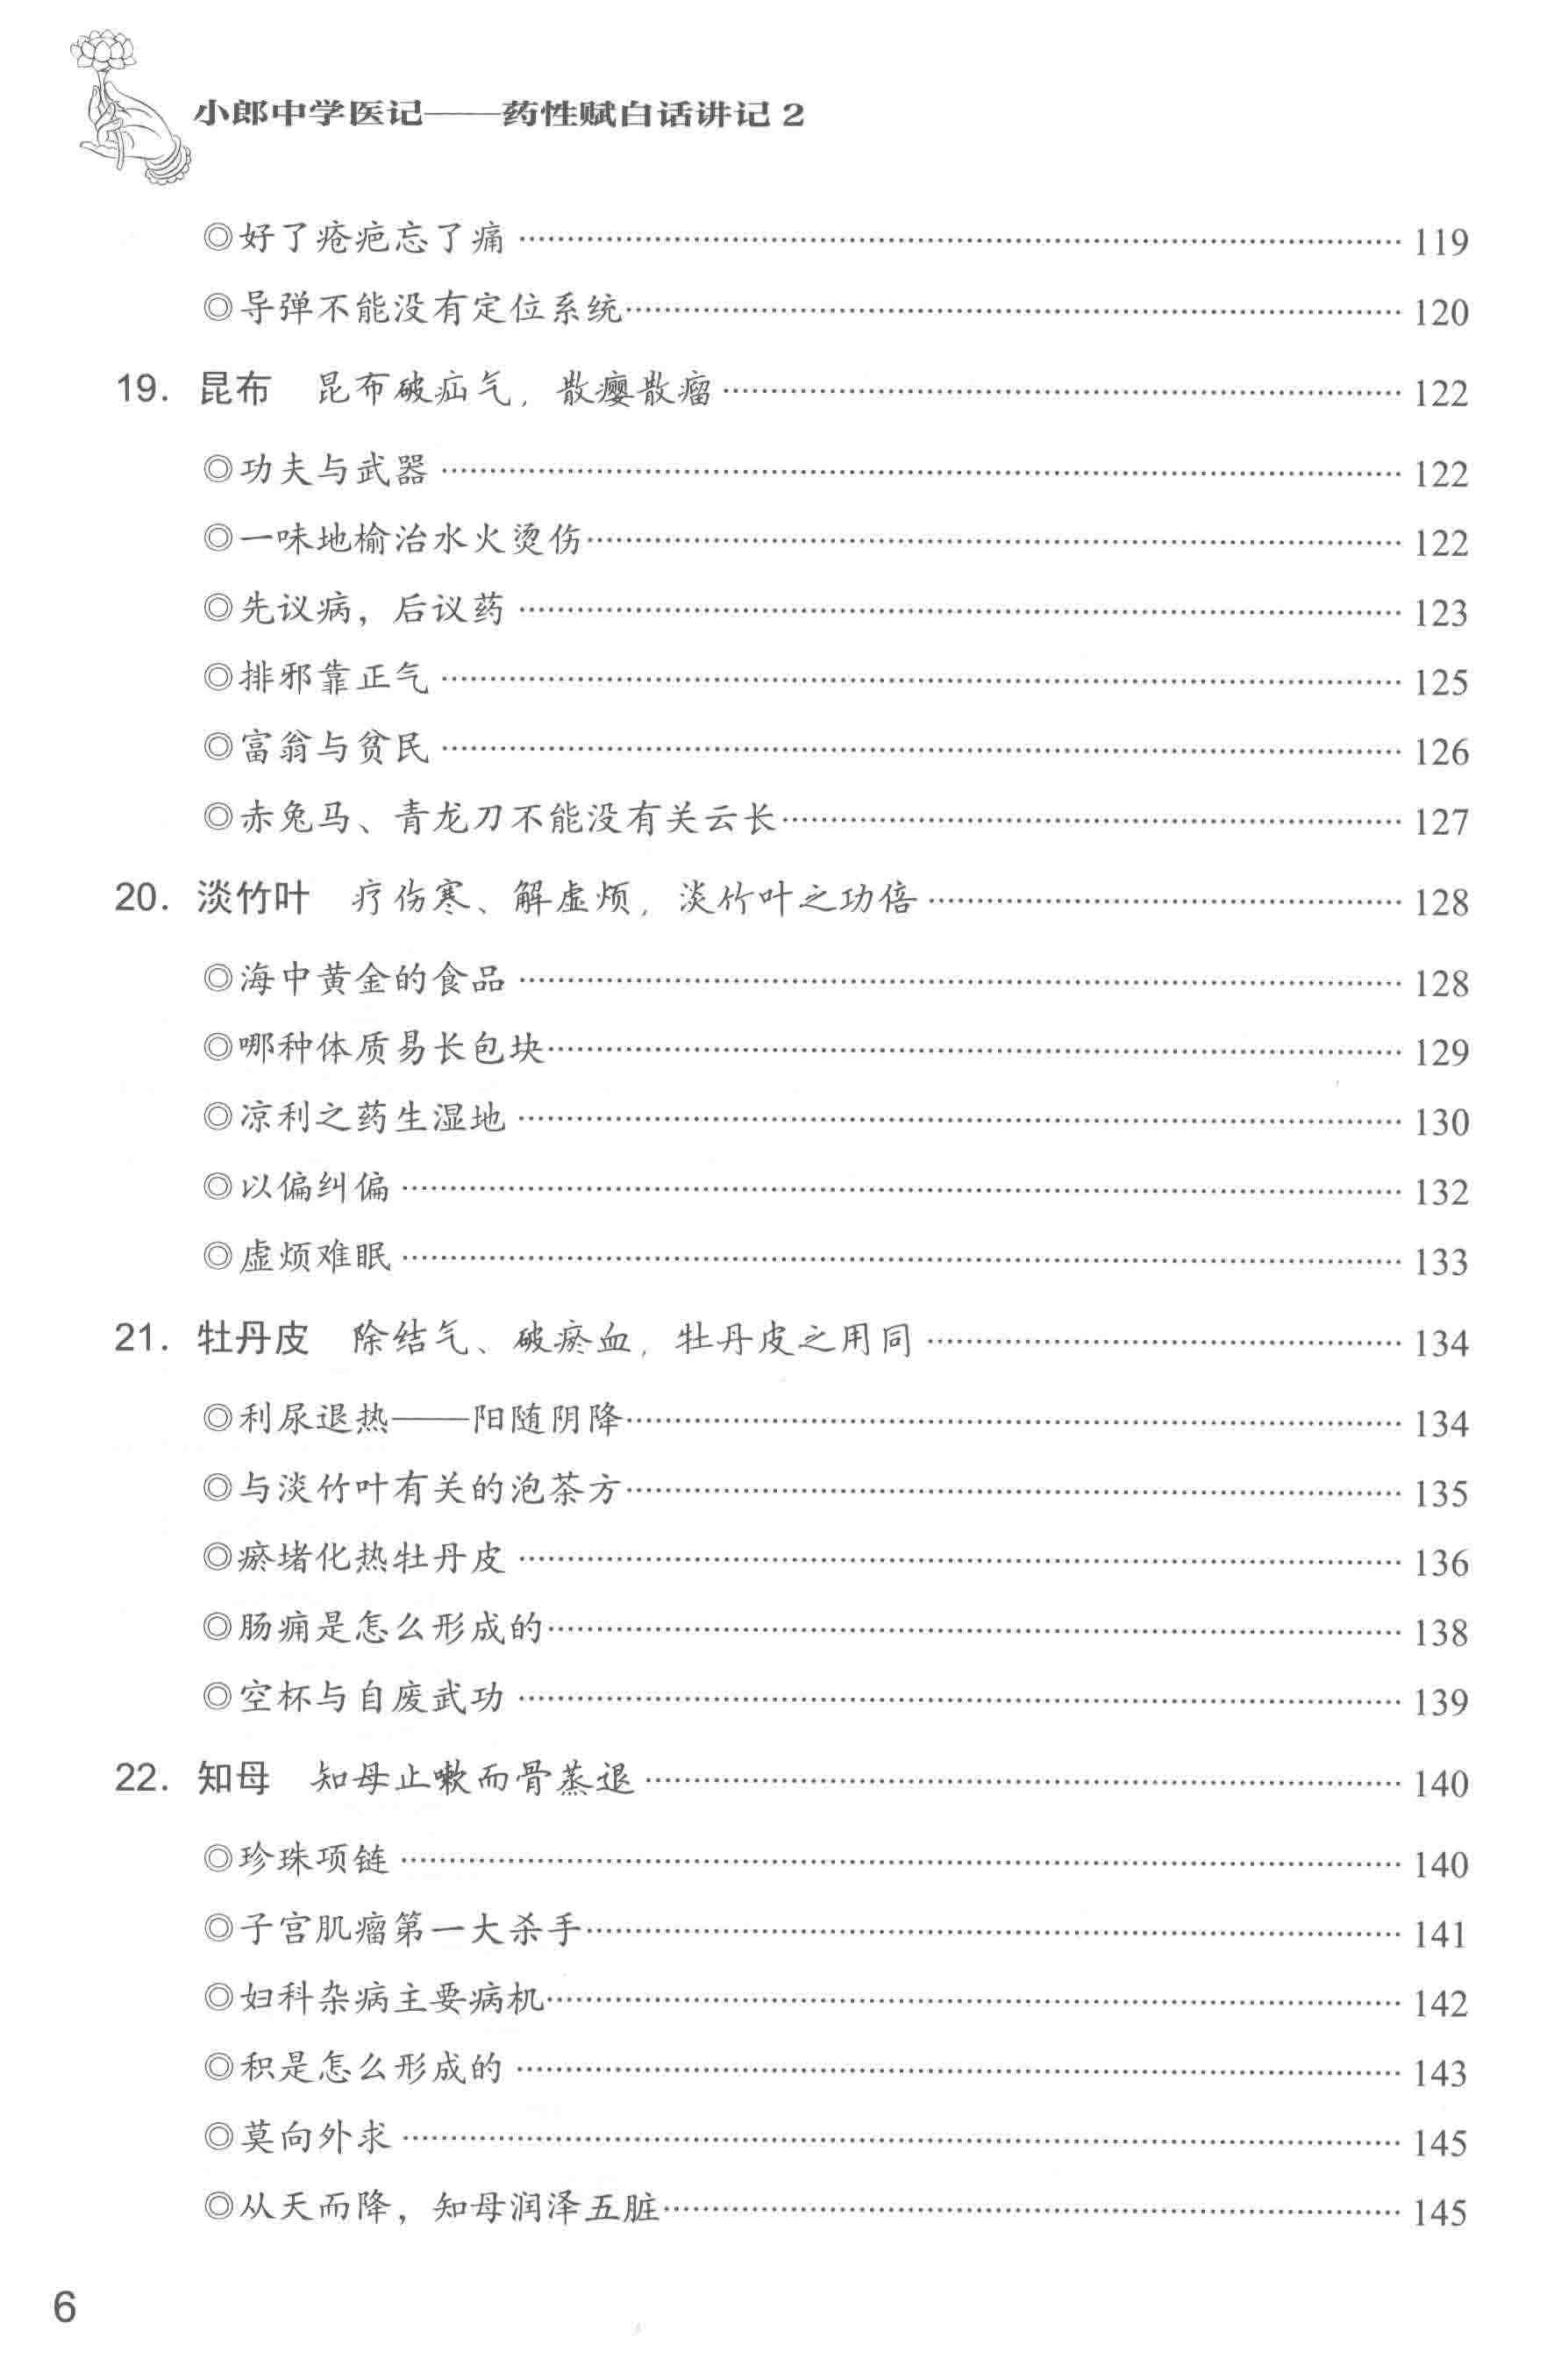 小郎中学医记——药性赋白话讲记 2
◎好了疮疤忘了痛 …… 119
◎导弹不能没有定位系统 …… 120
19. 昆布 昆布破疝气，散瘿散瘤 …… 122
◎功夫与武器 …… 122
◎一味地榆治水火烫伤 …… 122
◎先议病，后议药 …… 123
◎排邪靠正气 …… 125
◎富翁与贫民 …… 126
◎赤兔马、青龙刀不能没有关云长 …… 127
20. 淡竹叶 疗伤寒、解虚烦，淡竹叶之功倍 …… 128
◎海中黄金的食品 …… 128
◎哪种体质易长包块 …… 129
◎凉利之药生湿地 …… 130
◎以偏纠偏 …… 132
◎虚烦难眠 …… 133
21. 牡丹皮 除结气、破瘀血，牡丹皮之用同 …… 134
◎利尿退热——阳随阴降 …… 134
◎与淡竹叶有关的泡茶方 …… 135
◎瘀堵化热牡丹皮 …… 136
◎肠痈是怎么形成的 …… 138
◎空杯与自废武功 …… 139
22. 知母 知母止嗽而骨蒸退 …… 140
◎珍珠项链 …… 140
◎子宫肌瘤第一大杀手 …… 141
◎妇科杂病主要病机 …… 142
◎积是怎么形成的 …… 143
◎莫向外求 …… 145
◎从天而降，知母润泽五脏 …… 145
6